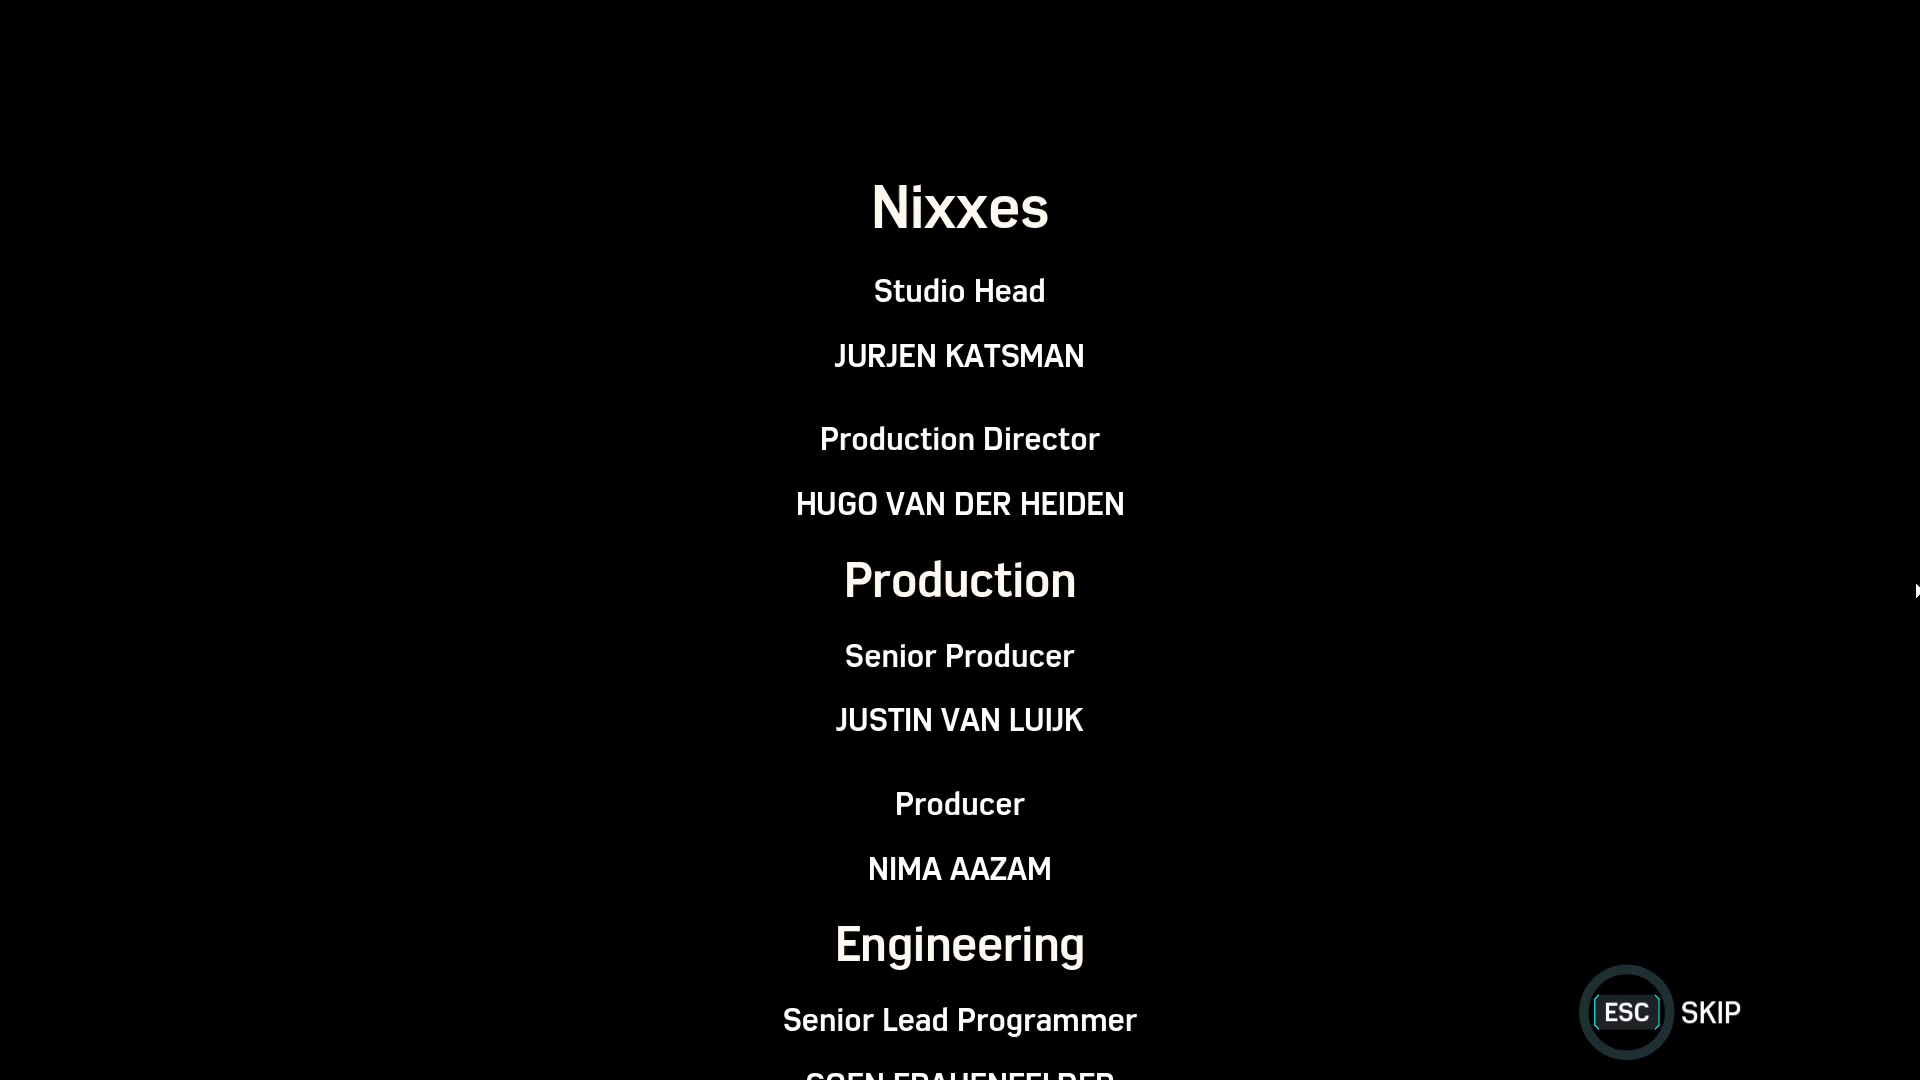 Nixxes
Studio Head
JURJEN KATSMAN
Production Director
HUGO VAN DER HEIDEN
Production
Senior Producer
JUSTIN VAN LUIJK
Producer
NIMA AAZAM
Engineering
Senior Lead Programmer
ESC SKIP